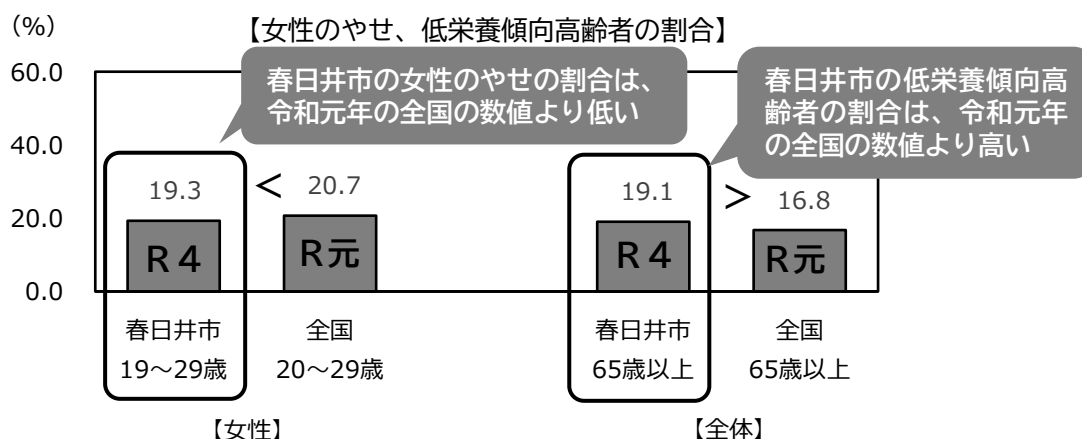 (%)
【女性のやせ、低栄養傾向高齢者の割合】
春日井市の女性のやせの割合は、
令和元年の全国の数値より低い
春日井市の低栄養傾向高
齢者の割合は、令和元年
の全国の数値より高い
60.0
40.0
20.0
0.0
19.3
<
20.7
19.1
>
16.8
R4
R元
R4
R元
春日井市
19～29歳
全国
20～29歳
春日井市
65歳以上
全国
65歳以上
【女性】
【全体】